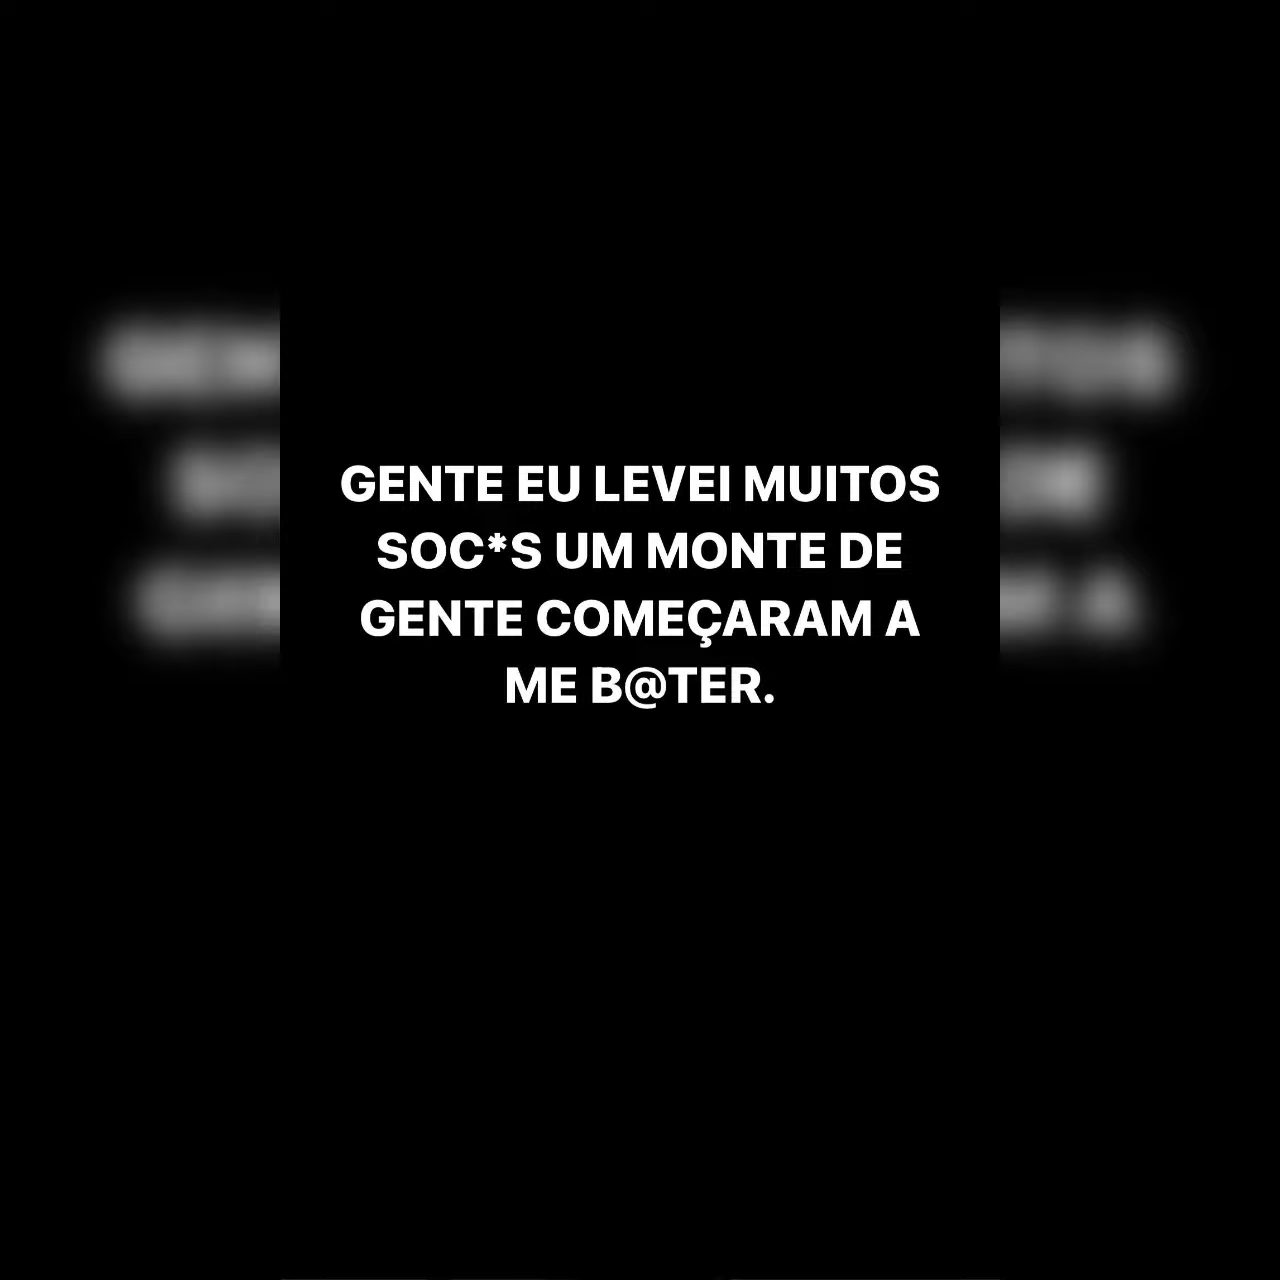 GENTE EU LEVEI MUITOS
SOC*S UM MONTE DE
GENTE COMEÇARAM A
ME B@TER.